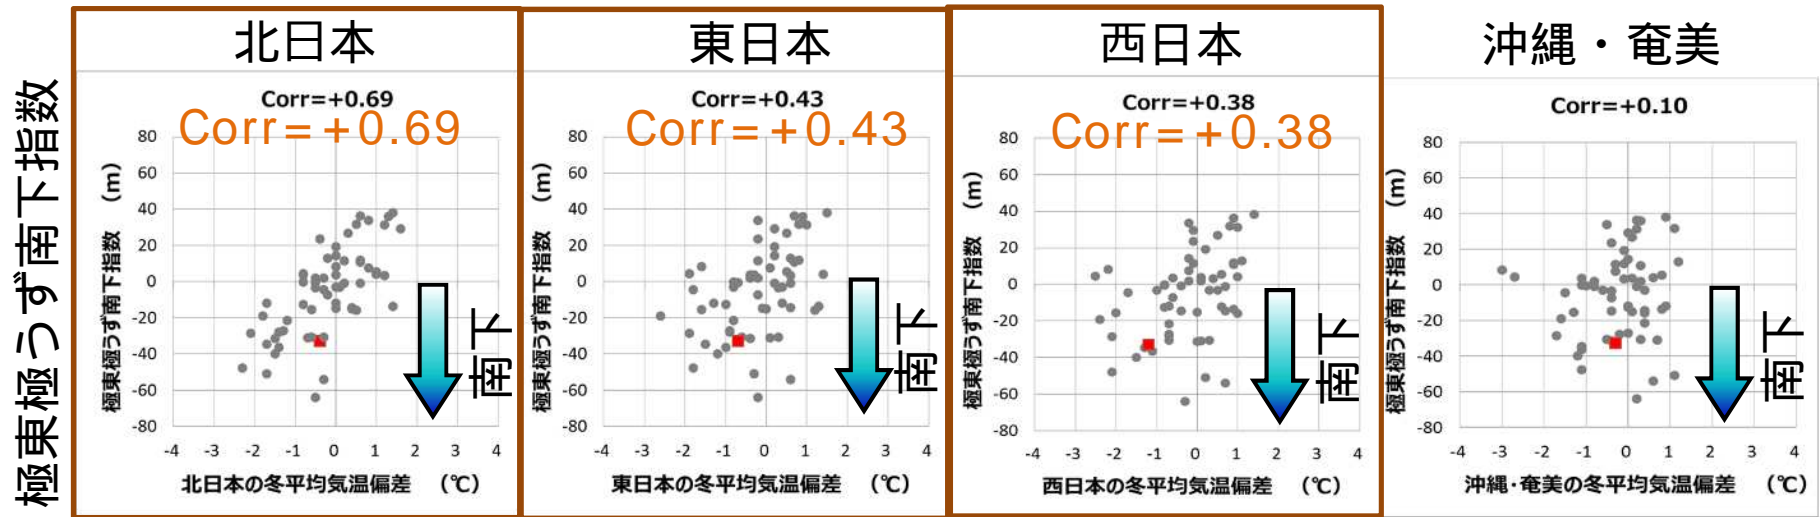 極東極うず南下指数
北日本
Corr=+0.69
Corr=+0.69
極東極うず南下指数 (m)
80
60
40
20
0
-20
-40
-60
-80
-4 -3 -2 -1 0 1 2 3 4
北日本の冬平均気温偏差 (℃)
南下
東日本
Corr=+0.43
Corr=+0.43
極東極うず南下指数 (m)
80
60
40
20
0
-20
-40
-60
-80
-4 -3 -2 -1 0 1 2 3 4
東日本の冬平均気温偏差 (℃)
南下
西日本
Corr=+0.38
Corr=+0.38
極東極うず南下指数 (m)
80
60
40
20
0
-20
-40
-60
-80
-4 -3 -2 -1 0 1 2 3 4
西日本の冬平均気温偏差 (℃)
南下
沖縄・奄美
Corr=+0.10
極東極うず南下指数 (m)
80
60
40
20
0
-20
-40
-60
-80
-4 -3 -2 -1 0 1 2 3 4
沖縄・奄美の冬平均気温偏差 (℃)
南下